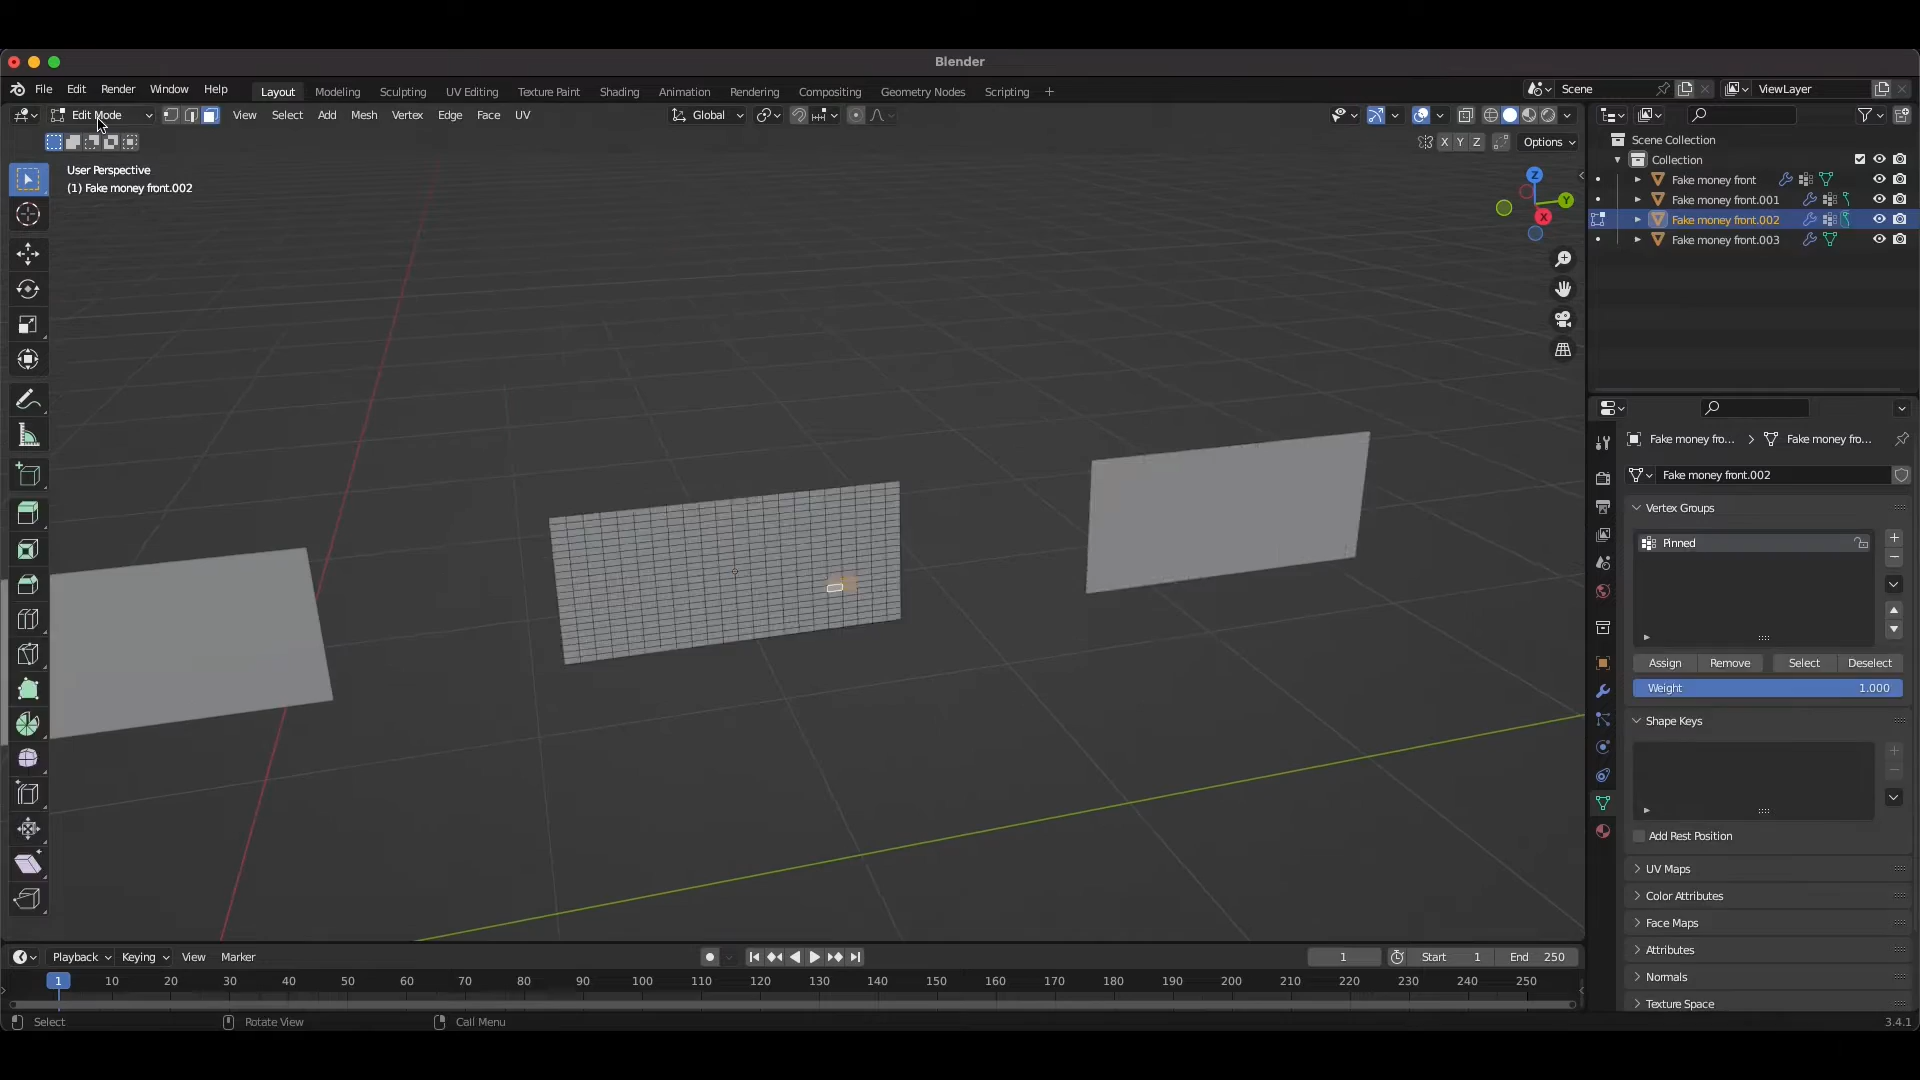 Blender
File Edit Render Window Help Layout Modeling Sculpting UV Editing Texture Paint Shading Animation Rendering Compositing Geometry Nodes Scripting + Scene ViewLayer
Edit Mode View Select Add Mesh Vertex Edge Face UV Global
X Y Z Options
User Perspective
(1) Fake money front.002
Z
Y
X
Scene Collection
Collection
Fake money front
Fake money front.001
Fake money front.002
Fake money front.003
Fake money fro... > Fake money fro...
Fake money front.002
Vertex Groups
Pinned
Assign Remove Select Deselect
Weight 1.000
Shape Keys
Add Rest Position
UV Maps
Color Attributes
Face Maps
Attributes
Normals
Texture Space
Playback Keying View Marker 1 Start 1 End 250
1 10 20 30 40 50 60 70 80 90 100 110 120 130 140 150 160 170 180 190 200 210 220 230 240 250
Select Rotate View Call Menu 3.4.1